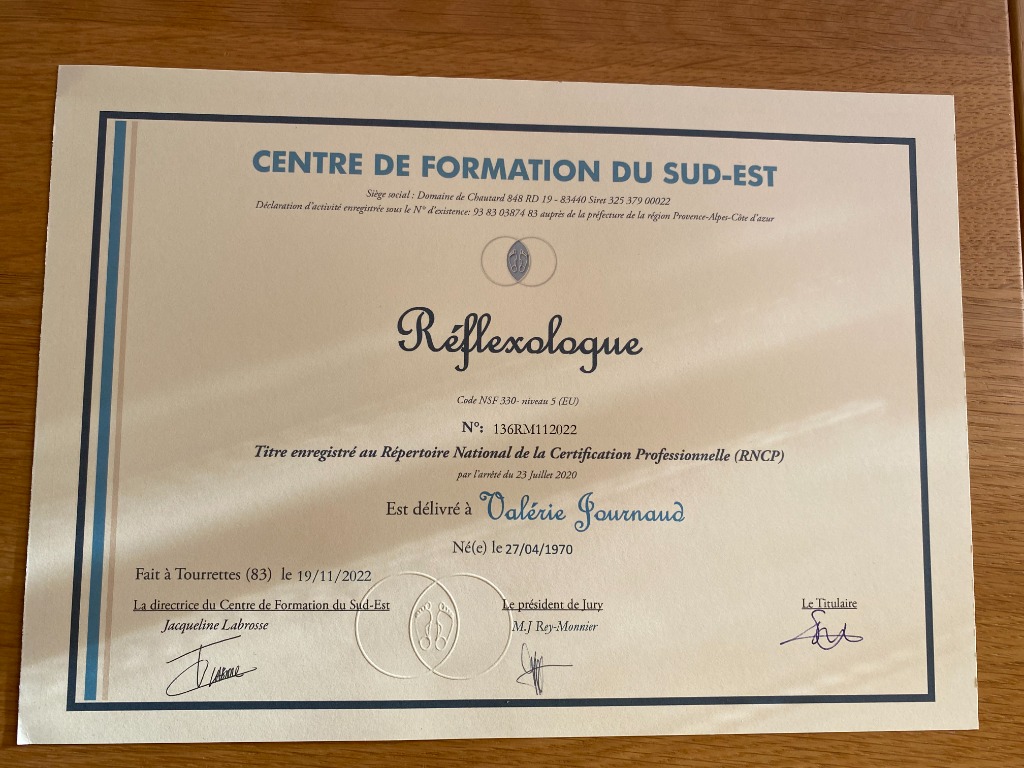 CENTRE DE FORMATION DU SUD-EST
Siège social : Domaine de Chautard 848 RD 19 - 83440 Siret 325 379 00022
Déclaration d'activité enregistrée sous le N° d'existence: 93 83 03874 83 auprès de la préfecture de la région Provence-Alpes-Côte d'azur
Réflexologue
Code NSF 330- niveau 5 (EU)
N°: 136RM112022
Titre enregistré au Répertoire National de la Certification Professionnelle (RNCP)
par l'arrêté du 23 Juillet 2020
Est délivré à Valérie Journaud
Né(e) le 27/04/1970
Fait à Tourrettes (83) le 19/11/2022
La directrice du Centre de Formation du Sud-Est Le président de Jury Le Titulaire
Jacqueline Labrosse M.J Rey-Monnier